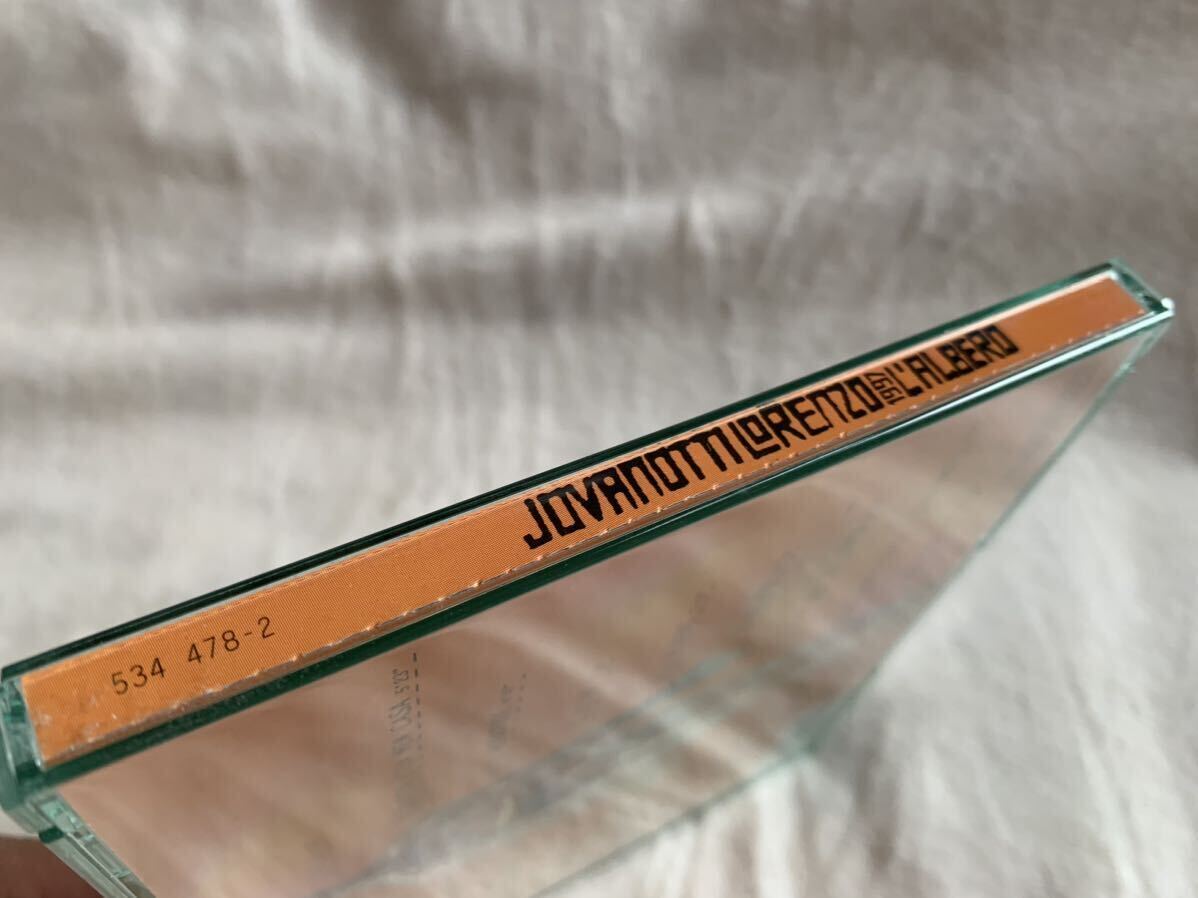 534 478-2
JOVANOTTI LORENZO 1997 L'ALBERO